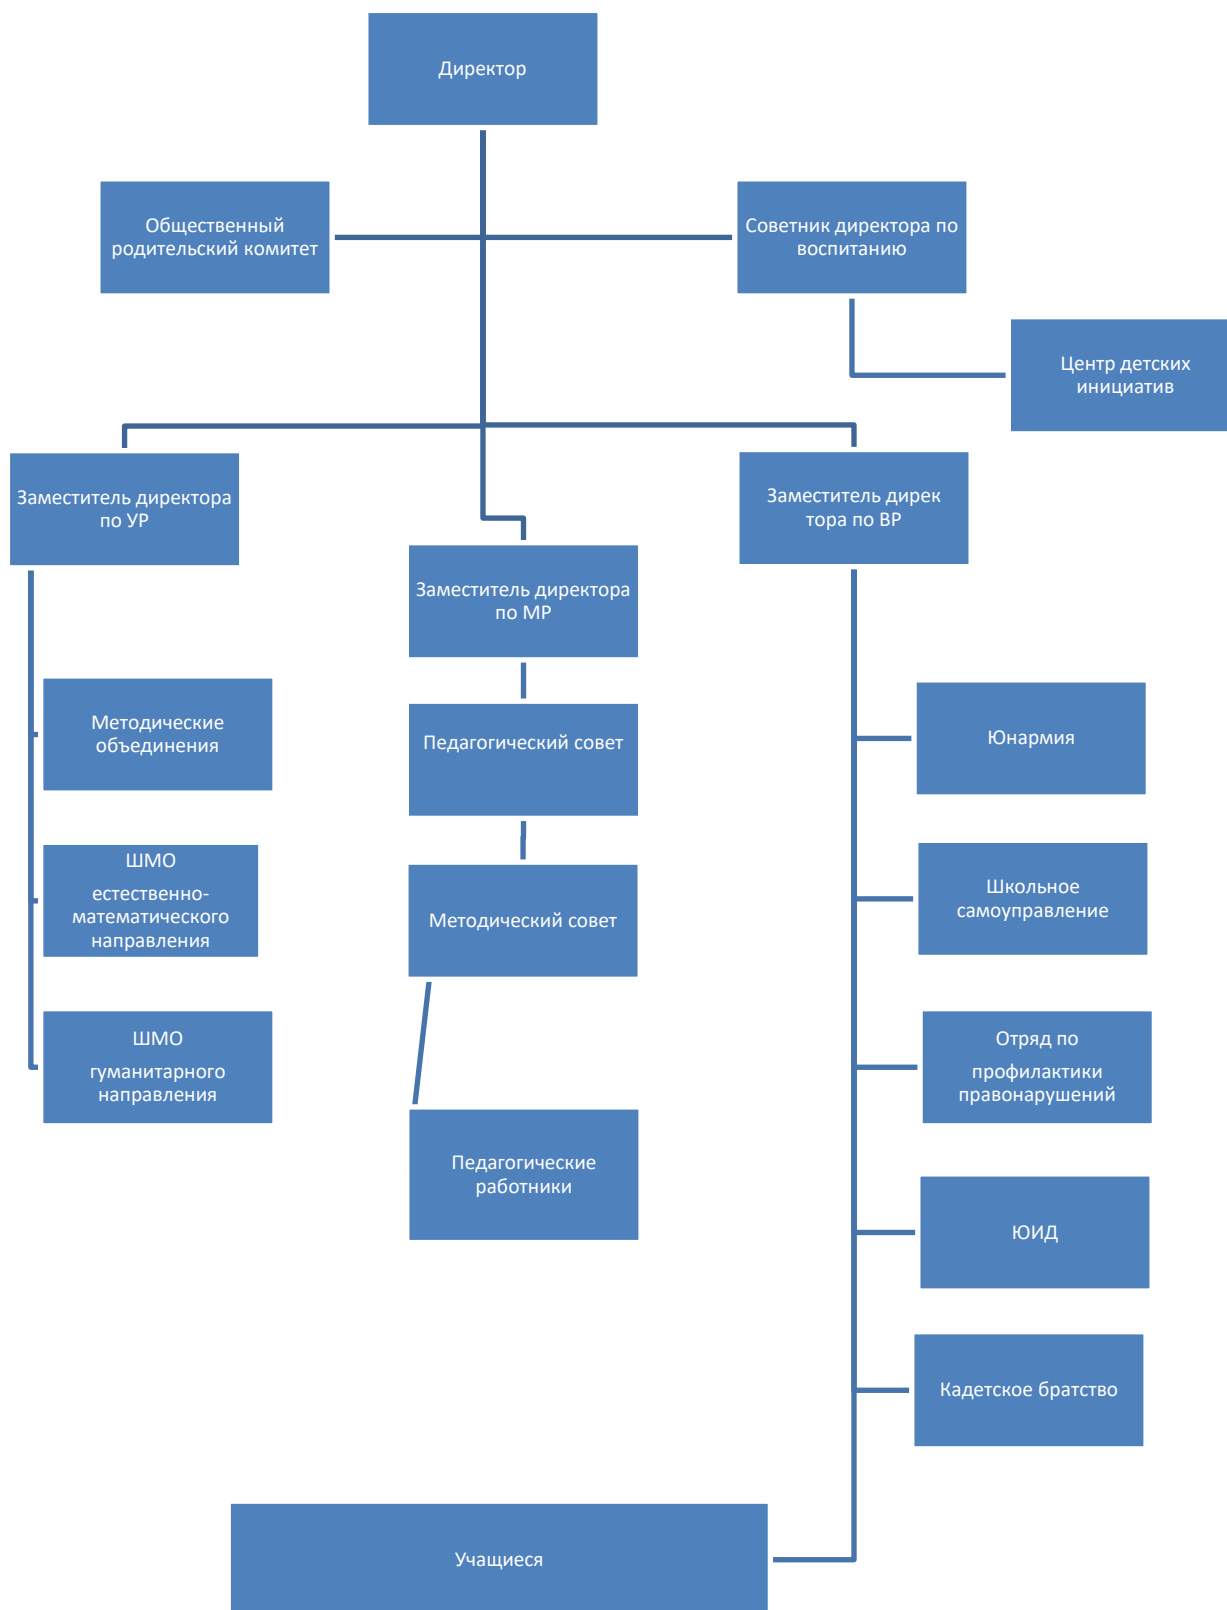 Директор
Общественный
родительский комитет
Советник директора по
воспитанию
Центр детских
инициатив
Заместитель директора
по УР
Заместитель дирек
тора по ВР
Заместитель директора
по МР
Методические
объединения
Педагогический совет
Юнармия
ШМО
естественно-
математического
направления
Методический совет
Школьное
самоуправление
ШМО
гуманитарного
направления
Отряд по
профилактики
правонарушений
Педагогические
работники
ЮИД
Кадетское братство
Учащиеся